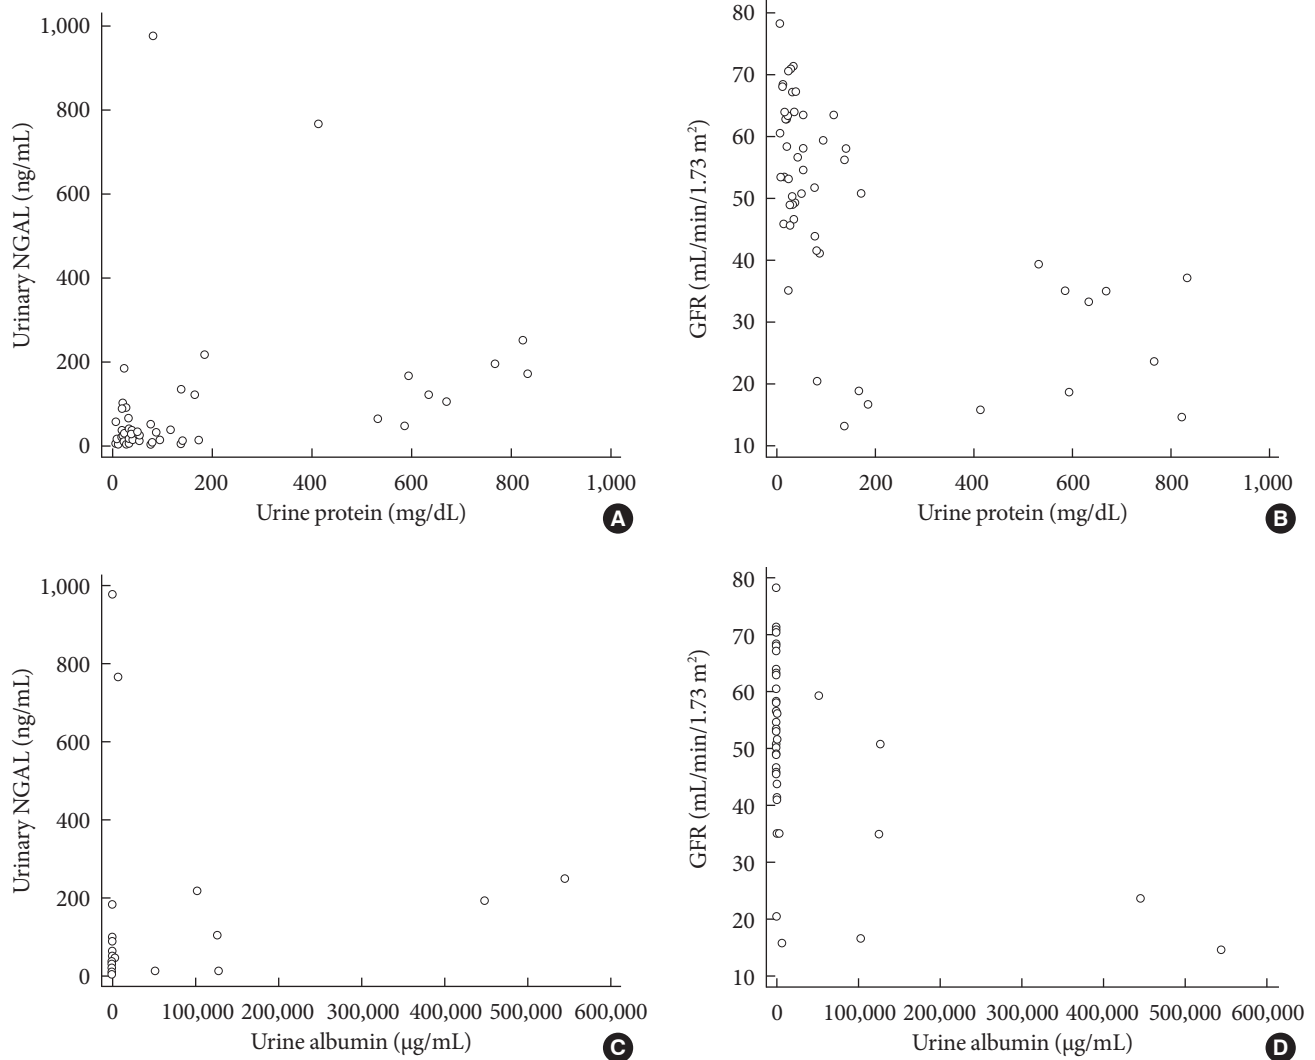 1,000
800
600
400
200
0
Urinary NGAL (ng/mL)
0 200 400 600 800 1,000
Urine protein (mg/dL)
A
80
70
60
50
40
30
20
10
GFR (mL/min/1.73 m²)
0 200 400 600 800 1,000
Urine protein (mg/dL)
B
1,000
800
600
400
200
0
Urinary NGAL (ng/mL)
0 100,000 200,000 300,000 400,000 500,000 600,000
Urine albumin (μg/mL)
C
80
70
60
50
40
30
20
10
GFR (mL/min/1.73 m²)
0 100,000 200,000 300,000 400,000 500,000 600,000
Urine albumin (μg/mL)
D